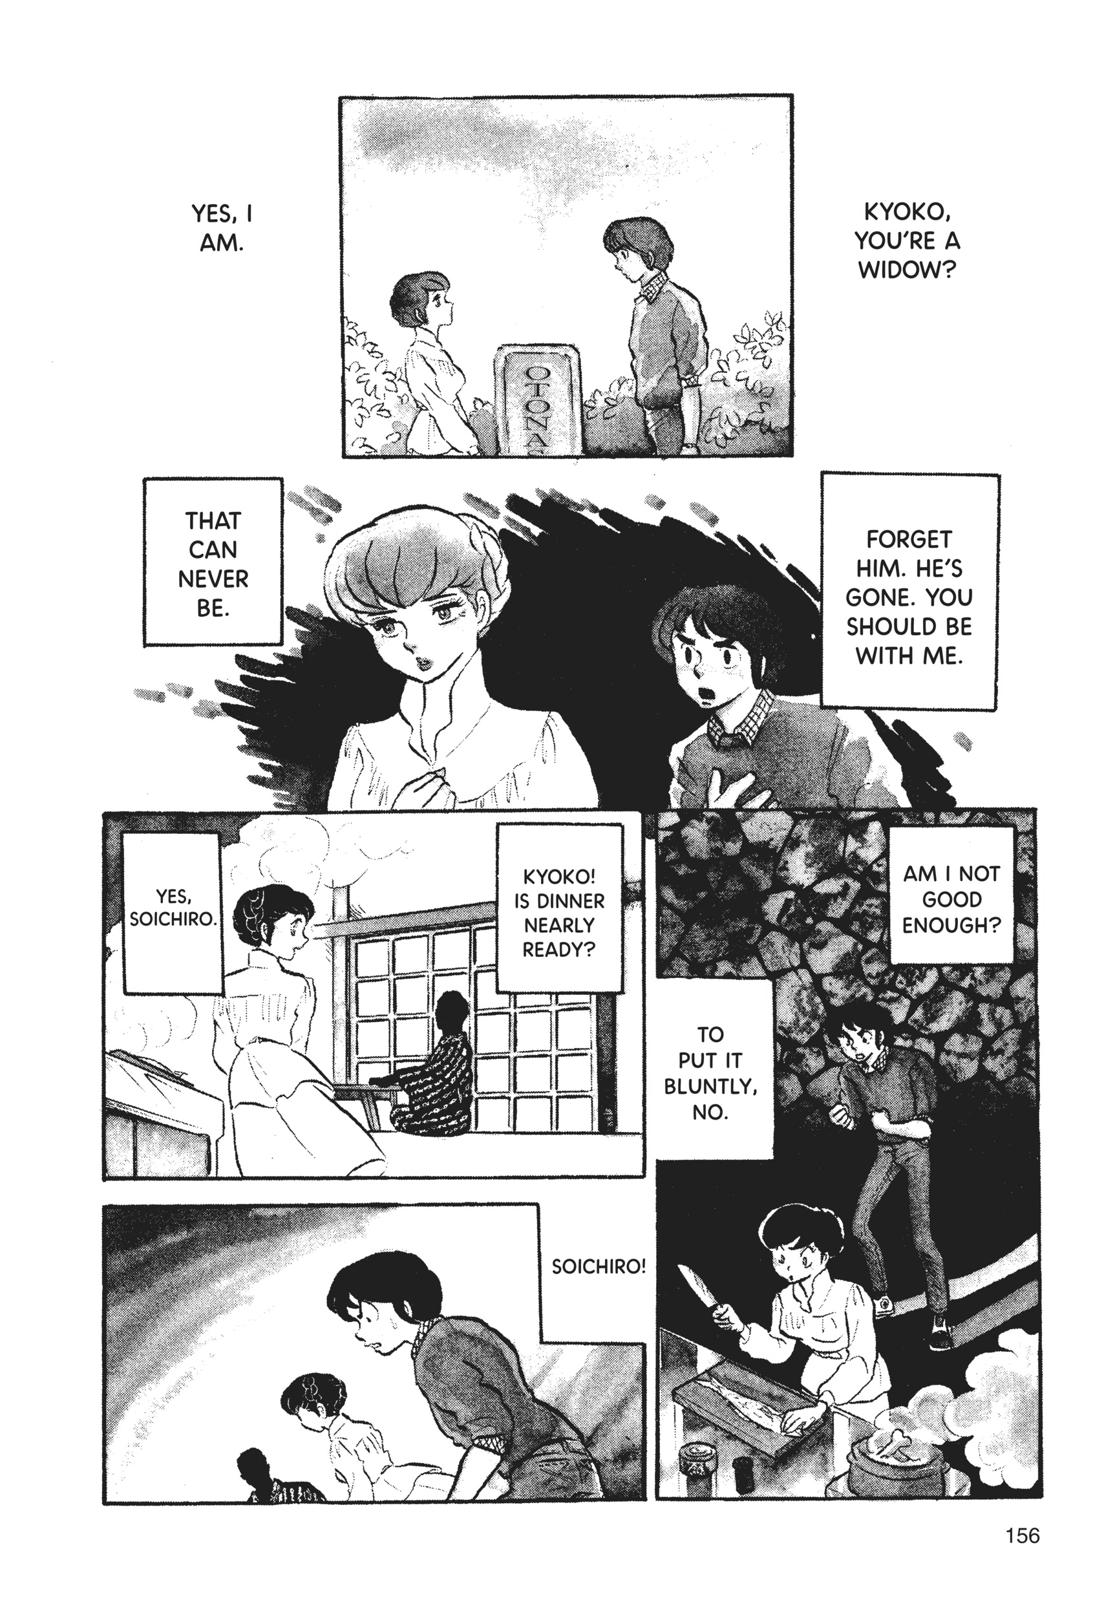 KYOKO,
YOU'RE A
WIDOW?
YES, I
AM.
OTONA
FORGET
HIM. HE'S
GONE. YOU
SHOULD BE
WITH ME.
THAT
CAN
NEVER
BE.
AM I NOT
GOOD
ENOUGH?
TO
PUT IT
BLUNTLY,
NO.
KYOKO!
IS DINNER
NEARLY
READY?
YES,
SOICHIRO.
SOICHIRO!
156